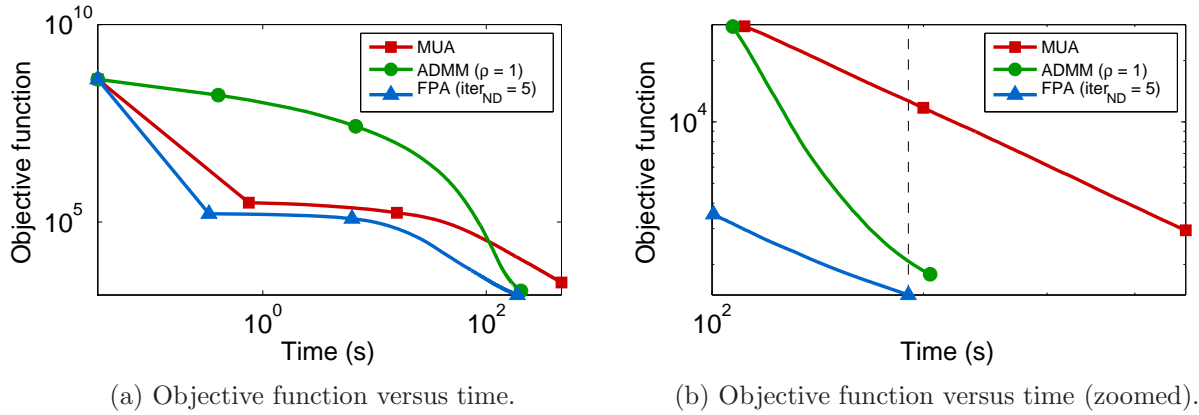 10^10
10^5
Objective function
MUA
ADMM (ρ = 1)
FPA (iter_ND = 5)
10^0
10^2
Time (s)
(a) Objective function versus time.
10^4
Objective function
MUA
ADMM (ρ = 1)
FPA (iter_ND = 5)
10^2
Time (s)
(b) Objective function versus time (zoomed).